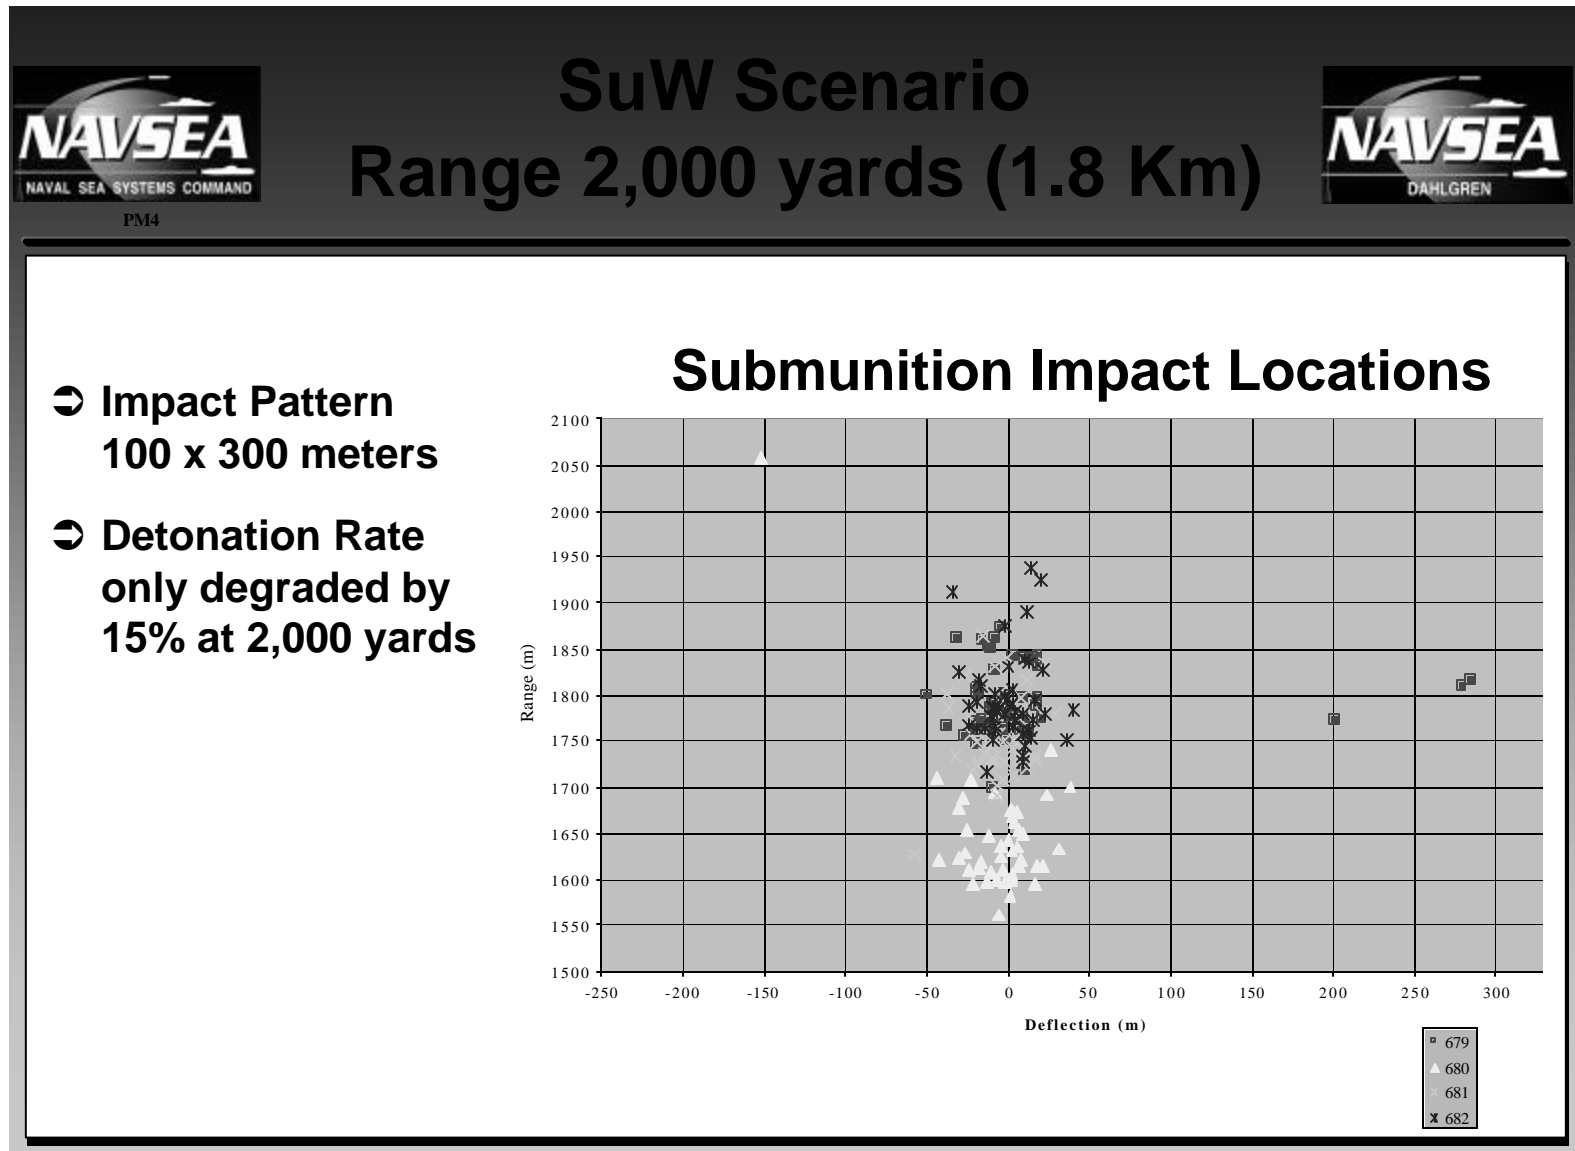 SuW Scenario
Range 2,000 yards (1.8 Km)
NAVSEA
NAVAL SEA SYSTEMS COMMAND
PM4
NAVSEA
DAHLGREN
➲ Impact Pattern
100 x 300 meters
➲ Detonation Rate
only degraded by
15% at 2,000 yards
Submunition Impact Locations
2100
2050
2000
1950
1900
1850
1800
1750
1700
1650
1600
1550
1500
Range (m)
-250 -200 -150 -100 -50 0 50 100 150 200 250 300
Deflection (m)
679
680
681
682